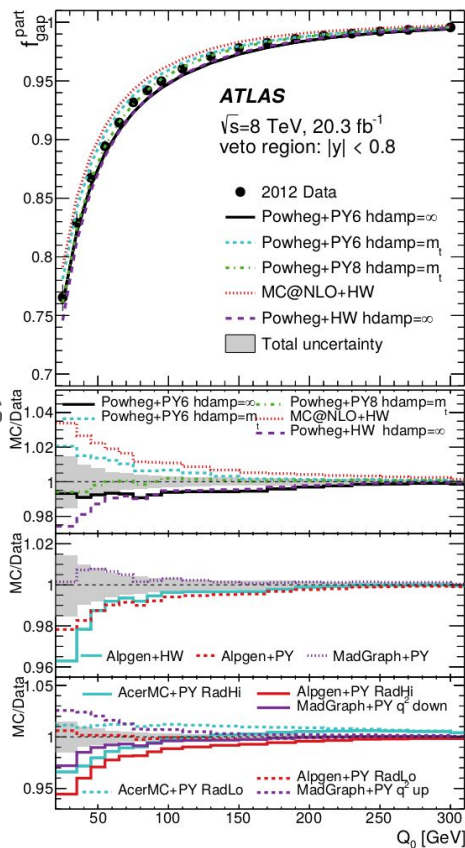 f_gap^part
1
0.95
0.9
0.85
0.8
0.75
0.7
ATLAS
√s=8 TeV, 20.3 fb⁻¹
veto region: |y| < 0.8
2012 Data
Powheg+PY6 hdamp=∞
Powheg+PY6 hdamp=m_t
Powheg+PY8 hdamp=m_t
MC@NLO+HW
Powheg+HW hdamp=∞
Total uncertainty
MC/Data
1.04
1.02
1
0.98
Powheg+PY6 hdamp=∞
Powheg+PY6 hdamp=m_t
Powheg+PY8 hdamp=m_t
MC@NLO+HW
Powheg+HW hdamp=∞
MC/Data
1.02
1
0.98
0.96
Alpgen+HW
Alpgen+PY
MadGraph+PY
MC/Data
1.05
1
0.95
AcerMC+PY RadHi
Alpgen+PY RadHi
MadGraph+PY q² down
Alpgen+PY RadLo
AcerMC+PY RadLo
MadGraph+PY q² up
50 100 150 200 250 300
Q₀ [GeV]